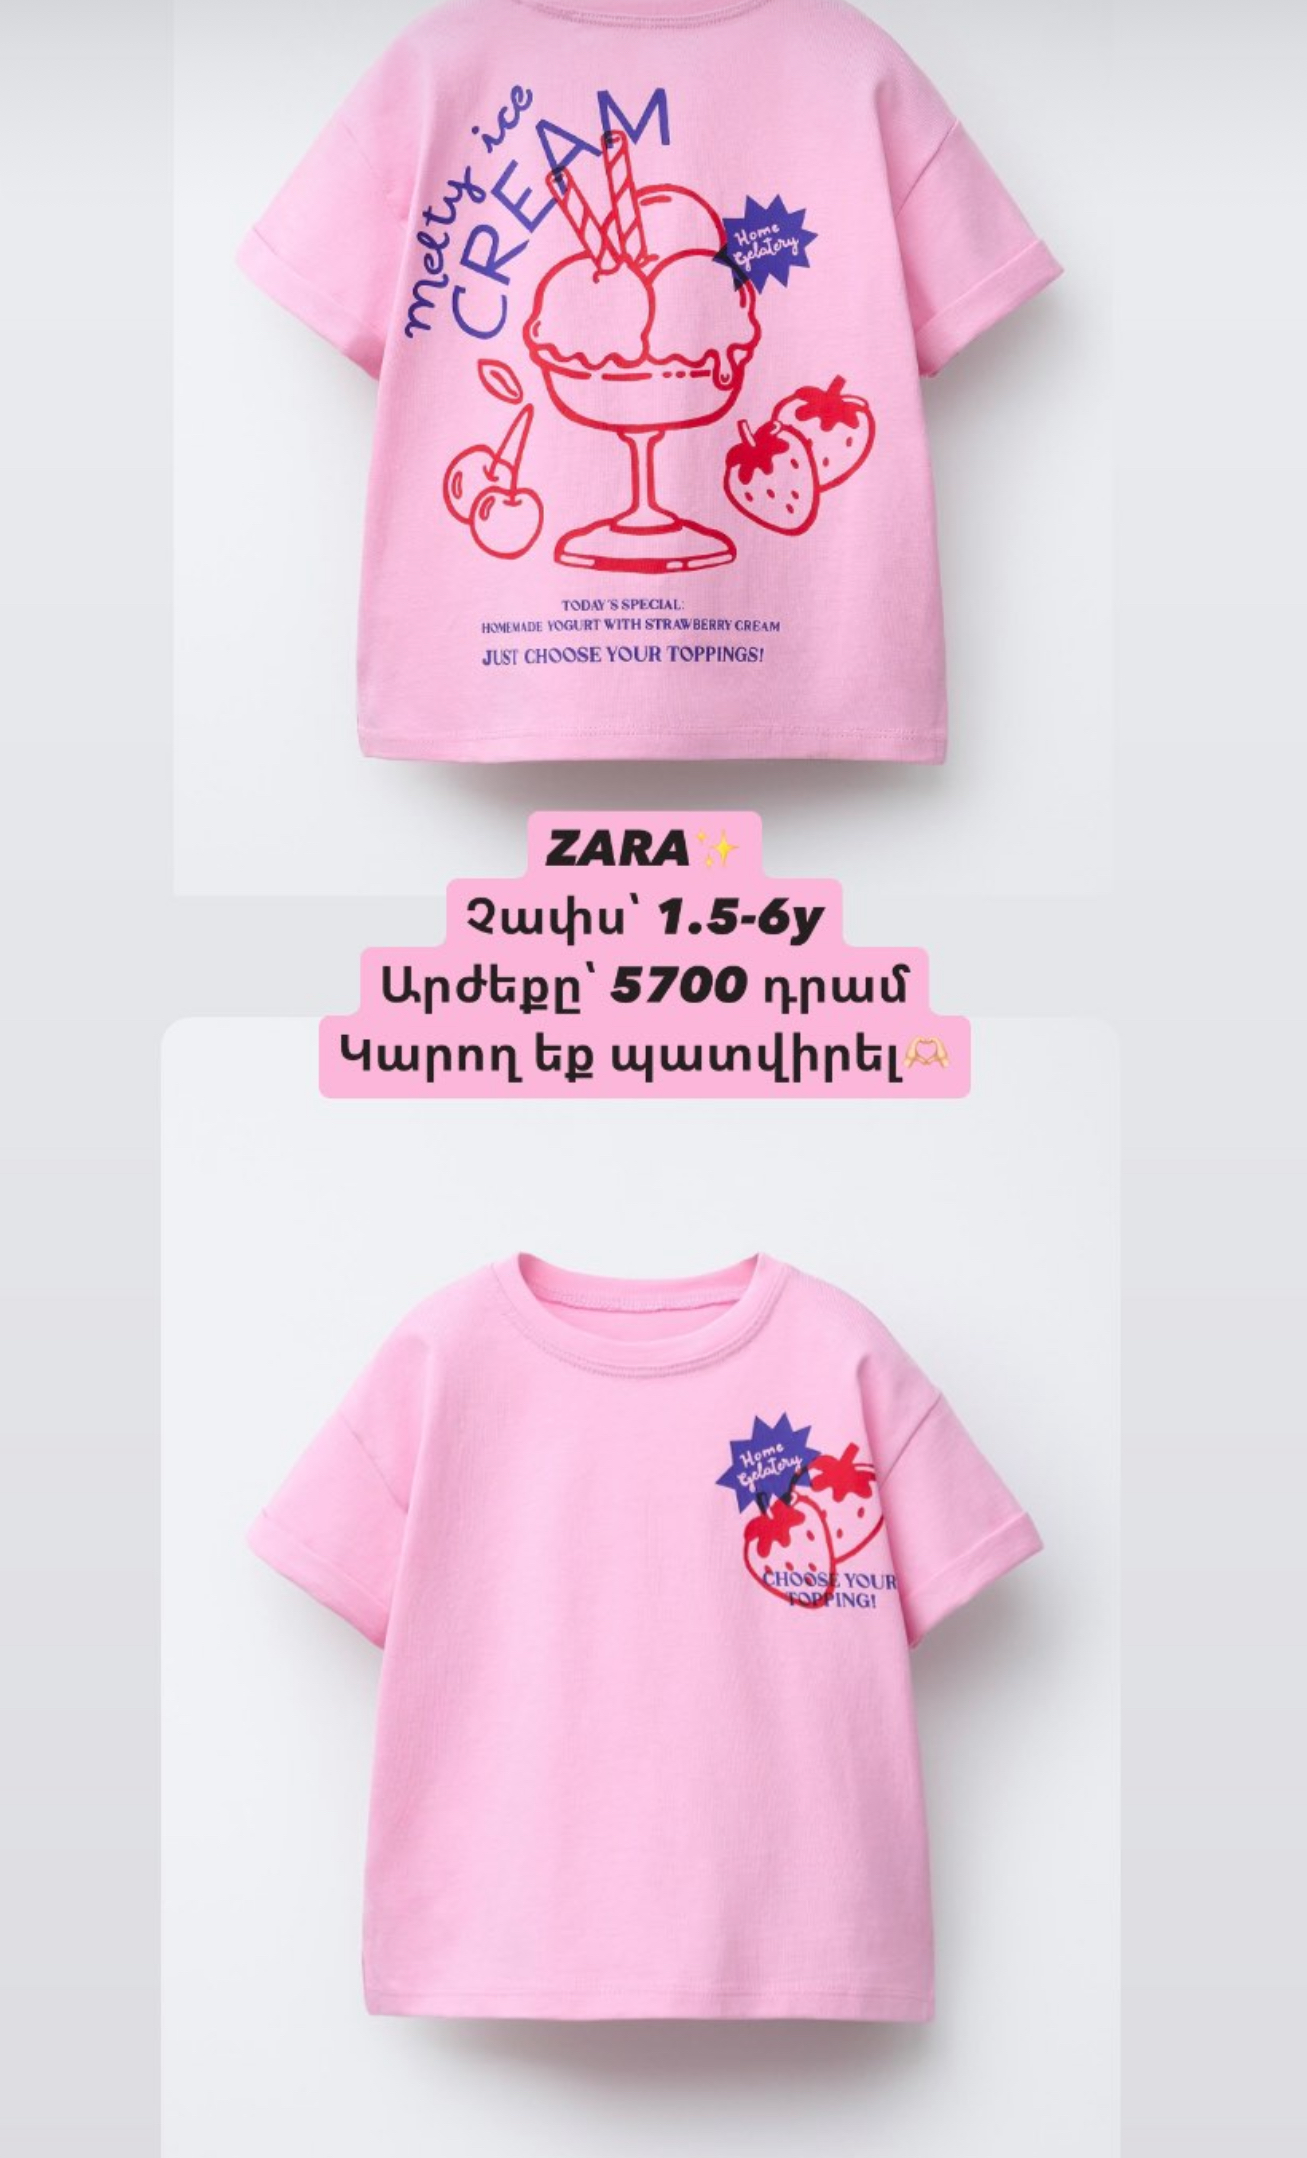 melty ice
CREAM
Home
Gelatery
TODAY'S SPECIAL:
HOMEMADE YOGURT WITH STRAWBERRY CREAM
JUST CHOOSE YOUR TOPPINGS!
ZARA✨
Չափս՝ 1.5-6y
Արժեքը՝ 5700 դրամ
Կարող եք պատվիրել🫶🏻
Home
Gelatery
CHOOSE YOUR
TOPPING!